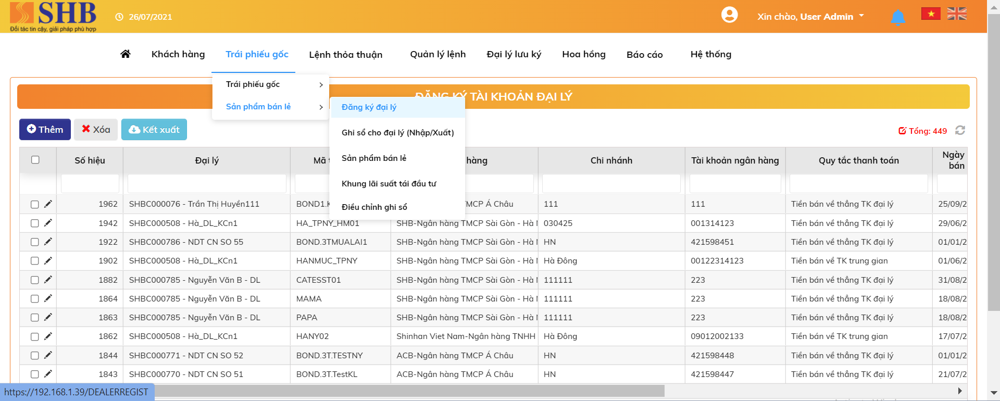 SHB
Đối tác tin cậy, giải pháp phù hợp
26/07/2021
Xin chào, User Admin
Khách hàng
Trái phiếu gốc
Lệnh thỏa thuận
Quản lý lệnh
Đại lý lưu ký
Hoa hồng
Báo cáo
Hệ thống
Trái phiếu gốc
Sản phẩm bán lẻ
ĐĂNG KÝ TÀI KHOẢN ĐẠI LÝ
Đăng ký đại lý
Ghi sổ cho đại lý (Nhập/Xuất)
Sản phẩm bán lẻ
Khung lãi suất tái đầu tư
Điều chỉnh ghi sổ
Thêm
Xóa
Kết xuất
Tổng: 449
Số hiệu Đại lý Mã hàng Chi nhánh Tài khoản ngân hàng Quy tắc thanh toán Ngày bán
1962 SHBC000076 - Trần Thị Huyền111 BOND1. TMCP Á Châu 111 111 Tiền bán về thẳng TK đại lý 25/09/2
1942 SHBC000508 - Hà_DL_KCn1 HA_TPNY_HM01 SHB-Ngân hàng TMCP Sài Gòn - Hà 030425 001314123 Tiền bán về thẳng TK đại lý 29/06/2
1922 SHBC000786 - NDT CN SO 55 BOND.3TMUALAI1 SHB-Ngân hàng TMCP Sài Gòn - Hà HN 421598451 Tiền bán về thẳng TK đại lý 01/01/2
1902 SHBC000508 - Hà_DL_KCn1 HANMUC_TPNY SHB-Ngân hàng TMCP Sài Gòn - Hà Hà Đông 00122314123 Tiền bán về TK trung gian 01/06/2
1882 SHBC000785 - Nguyễn Văn B - DL CATESST01 SHB-Ngân hàng TMCP Sài Gòn - Hà 111111 223 Tiền bán về thẳng TK đại lý 31/08/2
1864 SHBC000785 - Nguyễn Văn B - DL MAMA SHB-Ngân hàng TMCP Sài Gòn - Hà 111111 223 Tiền bán về thẳng TK đại lý 18/08/2
1863 SHBC000785 - Nguyễn Văn B - DL PAPA SHB-Ngân hàng TMCP Sài Gòn - Hà 111111 223 Tiền bán về thẳng TK đại lý 18/08/2
1862 SHBC000508 - Hà_DL_KCn1 HANY02 Shinhan Viet Nam-Ngân hàng TNHH Hà Đông 09012002133 Tiền bán về TK trung gian 17/07/2
1844 SHBC000771 - NDT CN SO 52 BOND.3T.TESTNY ACB-Ngân hàng TMCP Á Châu HN 421598448 Tiền bán về thẳng TK đại lý 01/01/2
1843 SHBC000770 - NDT CN SO 51 BOND.3T.TestKL ACB-Ngân hàng TMCP Á Châu HN 421598447 Tiền bán về thẳng TK đại lý 21/07/2
https://192.168.1.39/DEALERREGIST